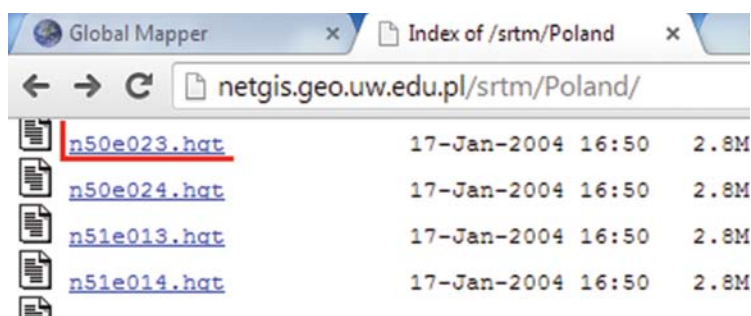 Global Mapper × Index of /srtm/Poland ×
netgis.geo.uw.edu.pl/srtm/Poland/
n50e023.hgt 17-Jan-2004 16:50 2.8M
n50e024.hgt 17-Jan-2004 16:50 2.8M
n51e013.hgt 17-Jan-2004 16:50 2.8M
n51e014.hgt 17-Jan-2004 16:50 2.8M